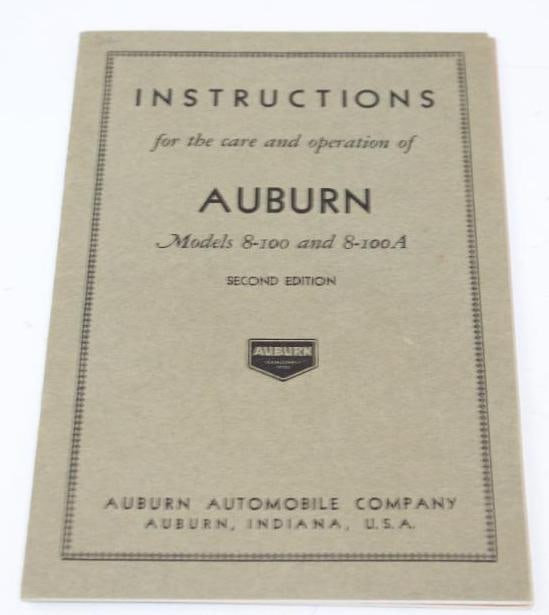 INSTRUCTIONS
for the care and operation of
AUBURN
Models 8-100 and 8-100A
SECOND EDITION
AUBURN
AUBURN AUTOMOBILE COMPANY
AUBURN, INDIANA, U.S.A.